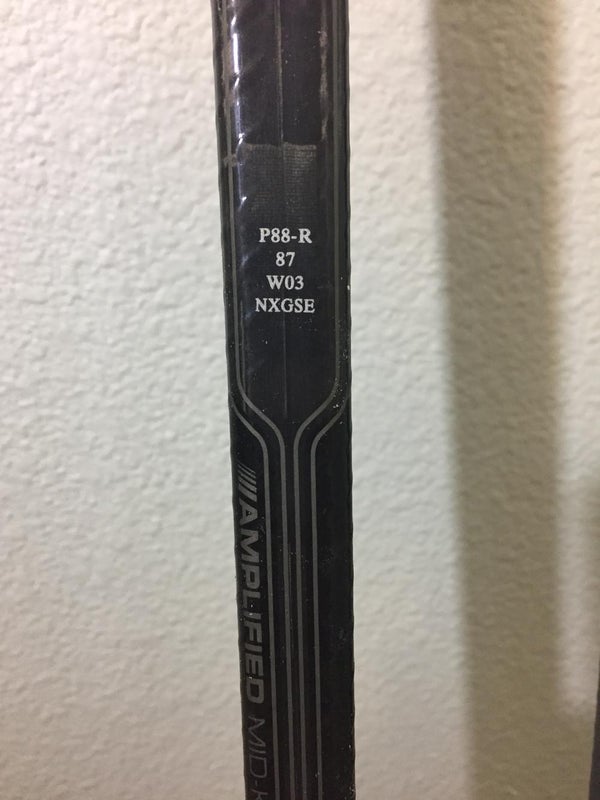 P88-R
87
W03
NXGSE
AMPLIFIED MID-K